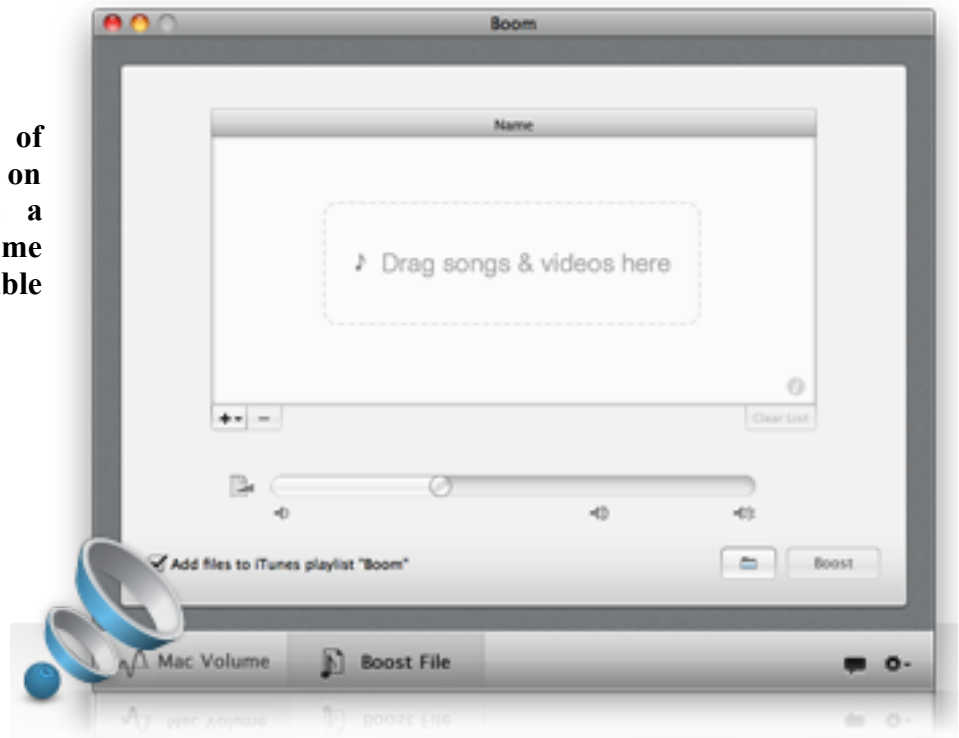 Boom
of
on
a
me
ble
Name
Drag songs & videos here
Clear List
Add files to iTunes playlist "Boom"
Boost
Mac Volume
Boost File